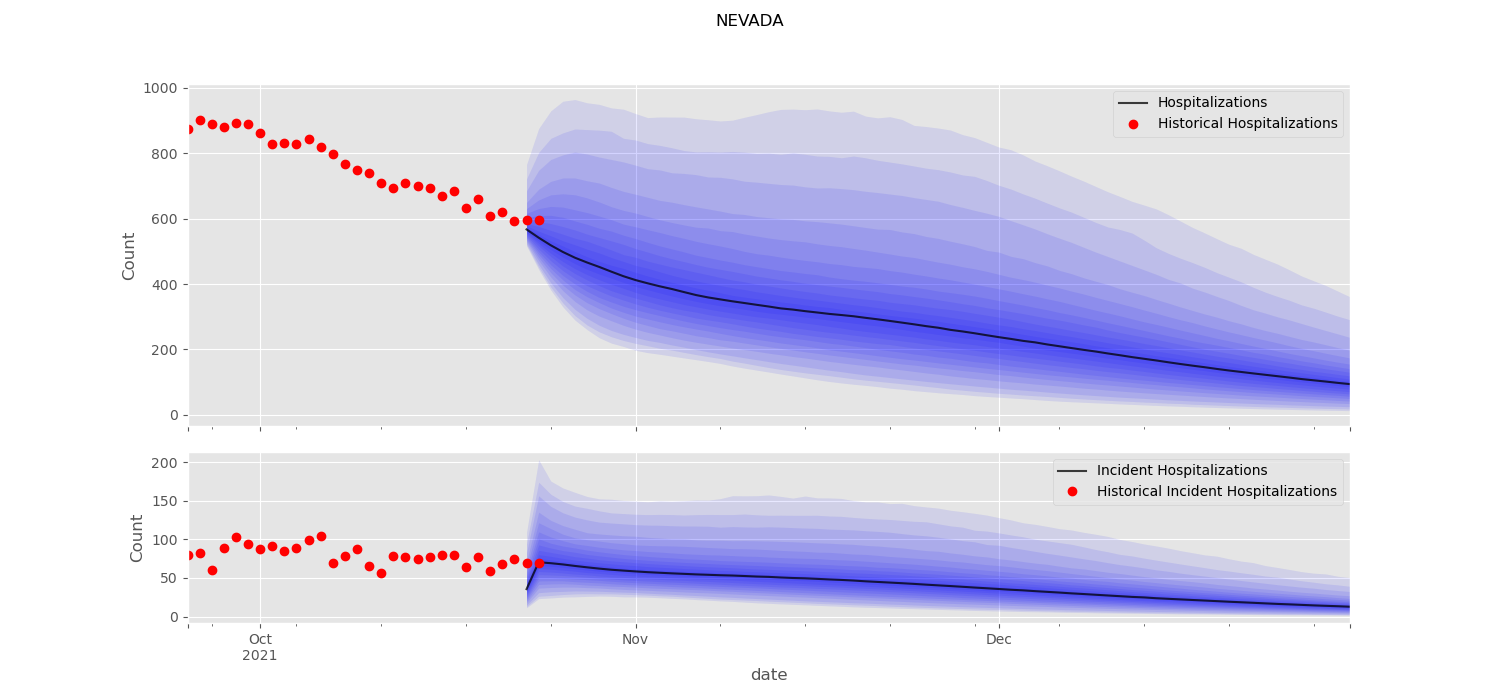 NEVADA
1000
800
600
400
200
0
Count
Hospitalizations
Historical Hospitalizations
200
150
100
50
0
Count
Incident Hospitalizations
Historical Incident Hospitalizations
Oct
2021
Nov
Dec
date